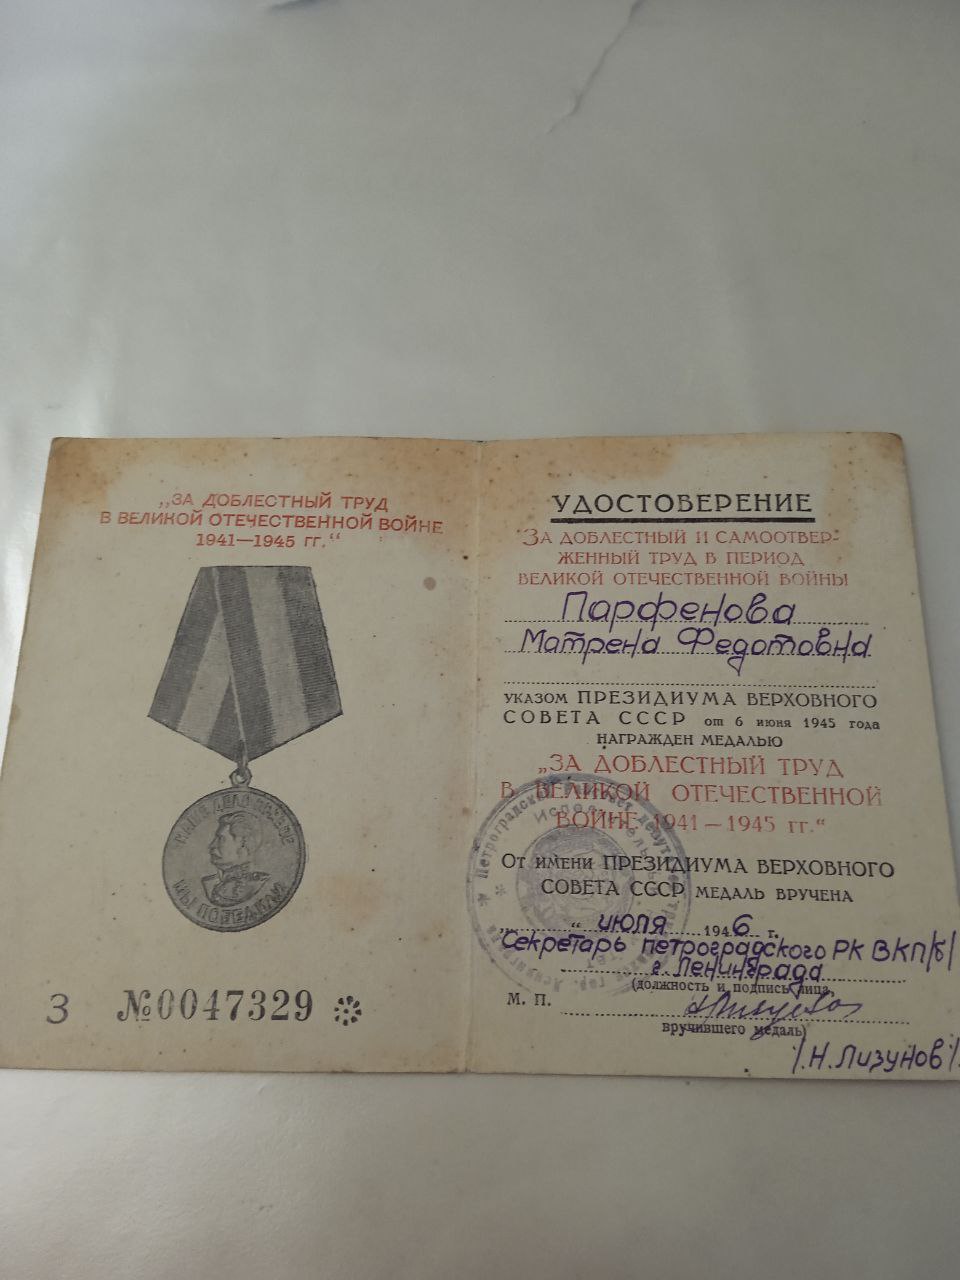 „ЗА ДОБЛЕСТНЫЙ ТРУД
В ВЕЛИКОЙ ОТЕЧЕСТВЕННОЙ ВОЙНЕ
1941—1945 гг.“
НАШЕ ДЕЛО ПРАВОЕ
МЫ ПОБЕДИЛИ
З №0047329
УДОСТОВЕРЕНИЕ
"ЗА ДОБЛЕСТНЫЙ И САМООТВЕР-
ЖЕННЫЙ ТРУД В ПЕРИОД
ВЕЛИКОЙ ОТЕЧЕСТВЕННОЙ ВОЙНЫ
Парфенова
Матрена Федотовна
УКАЗОМ ПРЕЗИДИУМА ВЕРХОВНОГО
СОВЕТА СССР от 6 июня 1945 года
НАГРАЖДЕН МЕДАЛЬЮ
„ЗА ДОБЛЕСТНЫЙ ТРУД
В ВЕЛИКОЙ ОТЕЧЕСТВЕННОЙ
ВОЙНЕ 1941—1945 гг.“
От имени ПРЕЗИДИУМА ВЕРХОВНОГО
СОВЕТА СССР МЕДАЛЬ ВРУЧЕНА
„ “ июля 1946 г.
Секретарь петроградского РК ВКП/б/
г. Ленинграда
(должность и подпись лица,
М. П.
вручившего медаль)
/.Н.Лизунов/.